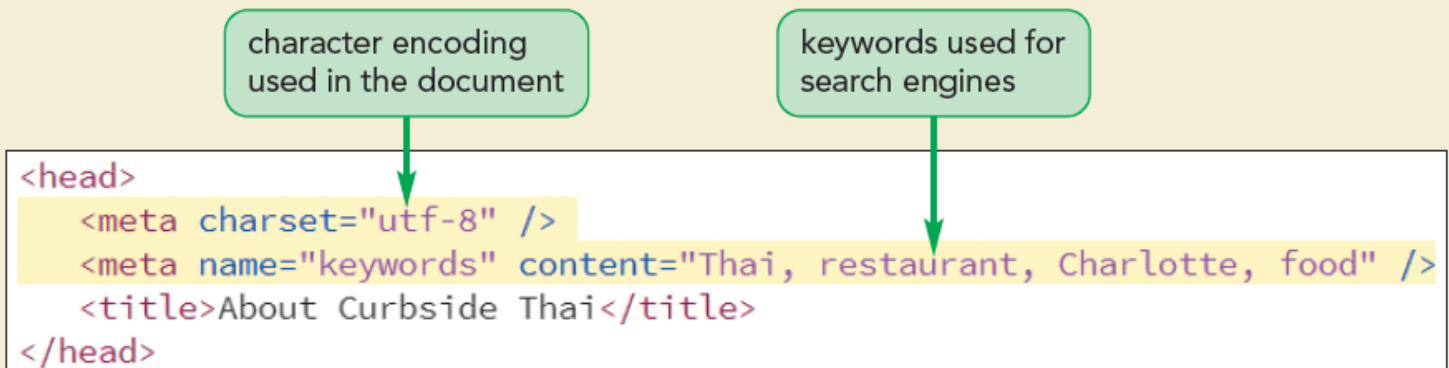 character encoding
used in the document
keywords used for
search engines
<head>
<meta charset="utf-8" />
<meta name="keywords" content="Thai, restaurant, Charlotte, food" />
<title>About Curbside Thai</title>
</head>